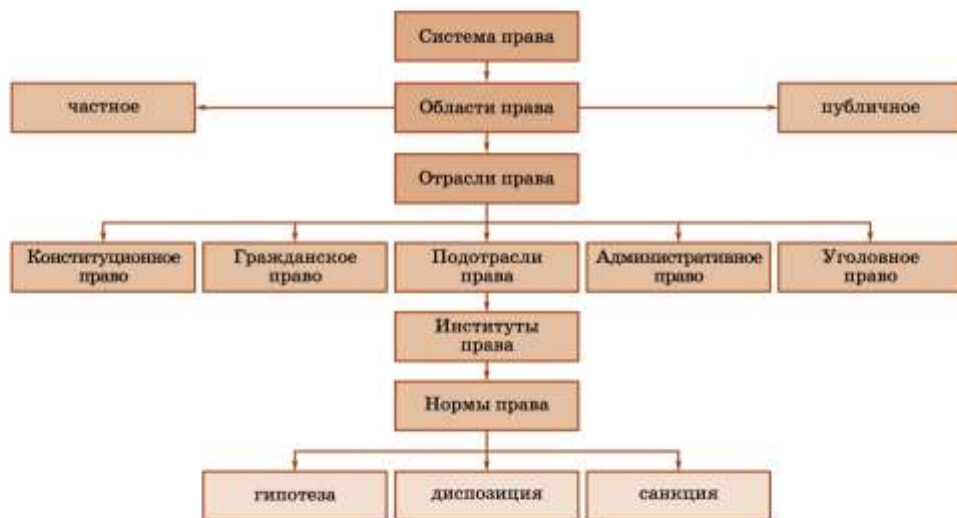 Система права
частное
Области права
публичное
Отрасли права
Конституционное
право
Гражданское
право
Подотрасли
права
Административное
право
Уголовное
право
Институты
права
Нормы права
гипотеза
диспозиция
санкция